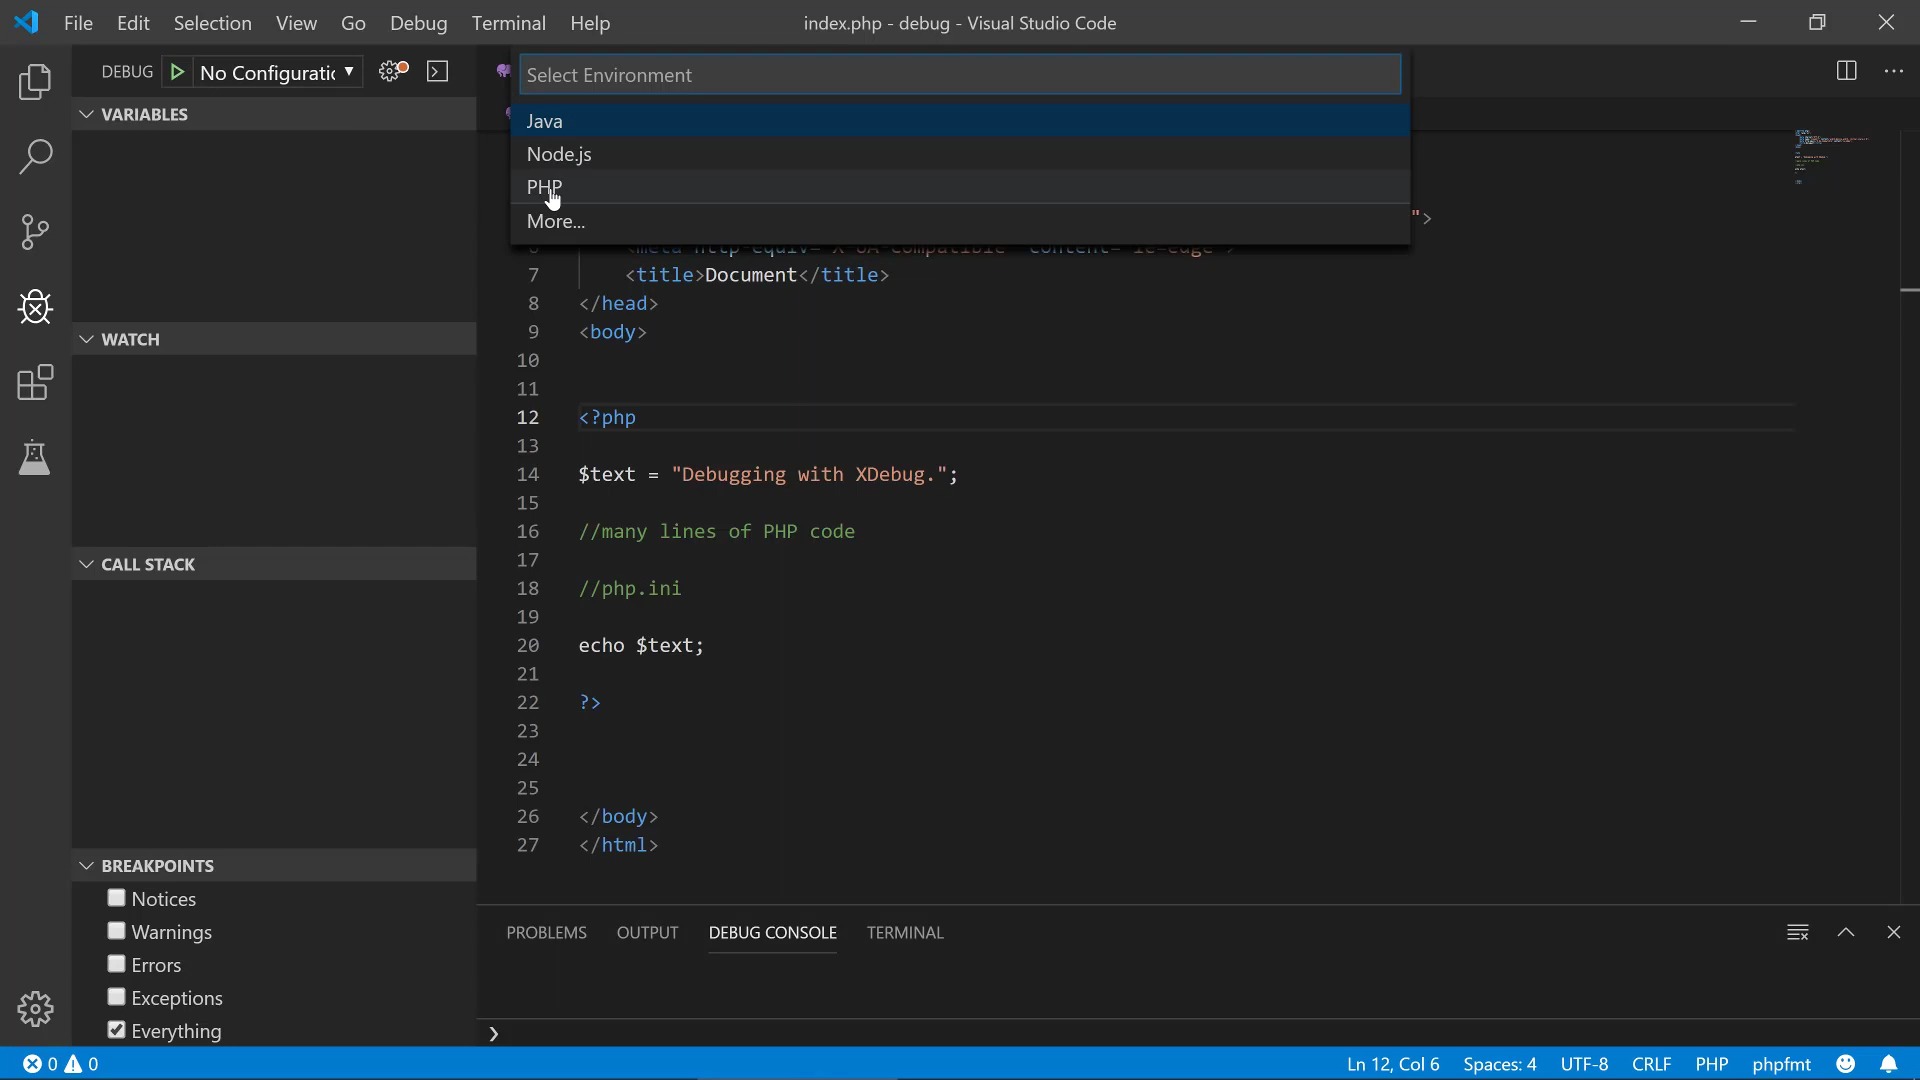 File Edit Selection View Go Debug Terminal Help index.php - debug - Visual Studio Code
DEBUG No Configuratic
VARIABLES
WATCH
CALL STACK
BREAKPOINTS
Notices
Warnings
Errors
Exceptions
Everything
Select Environment
Java
Node.js
PHP
More...
">
7 <title>Document</title>
8 </head>
9 <body>
10
11
12 <?php
13
14 $text = "Debugging with XDebug.";
15
16 //many lines of PHP code
17
18 //php.ini
19
20 echo $text;
21
22 ?>
23
24
25
26 </body>
27 </html>
PROBLEMS OUTPUT DEBUG CONSOLE TERMINAL
0 0 Ln 12, Col 6 Spaces: 4 UTF-8 CRLF PHP phpfmt